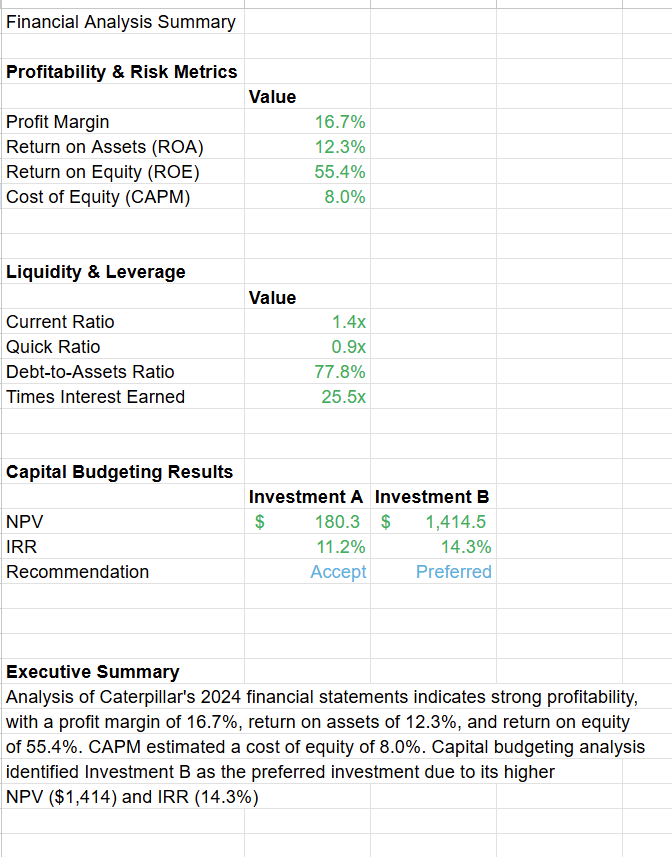 Financial Analysis Summary
Profitability & Risk Metrics
Value
Profit Margin 16.7%
Return on Assets (ROA) 12.3%
Return on Equity (ROE) 55.4%
Cost of Equity (CAPM) 8.0%
Liquidity & Leverage
Value
Current Ratio 1.4x
Quick Ratio 0.9x
Debt-to-Assets Ratio 77.8%
Times Interest Earned 25.5x
Capital Budgeting Results
Investment A Investment B
NPV $ 180.3 $ 1,414.5
IRR 11.2% 14.3%
Recommendation Accept Preferred
Executive Summary
Analysis of Caterpillar's 2024 financial statements indicates strong profitability,
with a profit margin of 16.7%, return on assets of 12.3%, and return on equity
of 55.4%. CAPM estimated a cost of equity of 8.0%. Capital budgeting analysis
identified Investment B as the preferred investment due to its higher
NPV ($1,414) and IRR (14.3%)